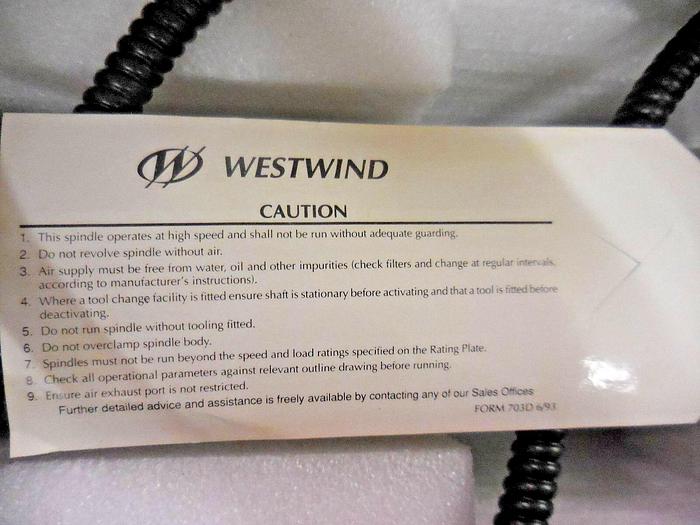 W WESTWIND
CAUTION
1. This spindle operates at high speed and shall not be run without adequate guarding.
2. Do not revolve spindle without air.
3. Air supply must be free from water, oil and other impurities (check filters and change at regular intervals,
according to manufacturer's instructions).
4. Where a tool change facility is fitted ensure shaft is stationary before activating and that a tool is fitted before
deactivating.
5. Do not run spindle without tooling fitted.
6. Do not overclamp spindle body.
7. Spindles must not be run beyond the speed and load ratings specified on the Rating Plate.
8. Check all operational parameters against relevant outline drawing before running.
9. Ensure air exhaust port is not restricted.
Further detailed advice and assistance is freely available by contacting any of our Sales Offices
FORM 703D 6/93